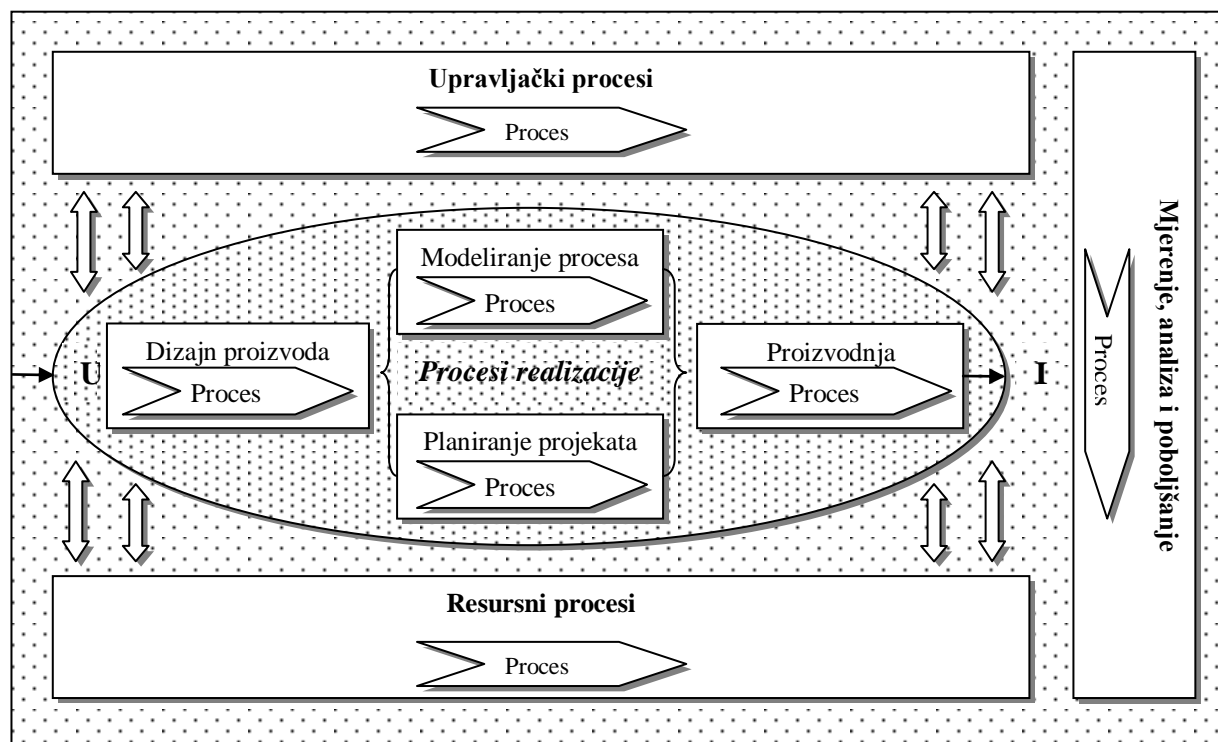 Upravljački procesi
Proces
Modeliranje procesa
Proces
U
Dizajn proizvoda
Proces
Procesi realizacije
Proizvodnja
Proces
I
Planiranje projekata
Proces
Resursni procesi
Proces
Mjerenje, analiza i poboljšanje
Proces